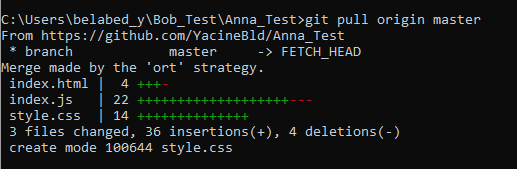 C:\Users\belabed_y\Bob_Test\Anna_Test>git pull origin master
From https://github.com/YacineBld/Anna_Test
 * branch            master     -> FETCH_HEAD
Merge made by the 'ort' strategy.
 index.html |  4 +++-
 index.js   | 22 +++++++++++++++++++---
 style.css  | 14 ++++++++++++++
 3 files changed, 36 insertions(+), 4 deletions(-)
 create mode 100644 style.css